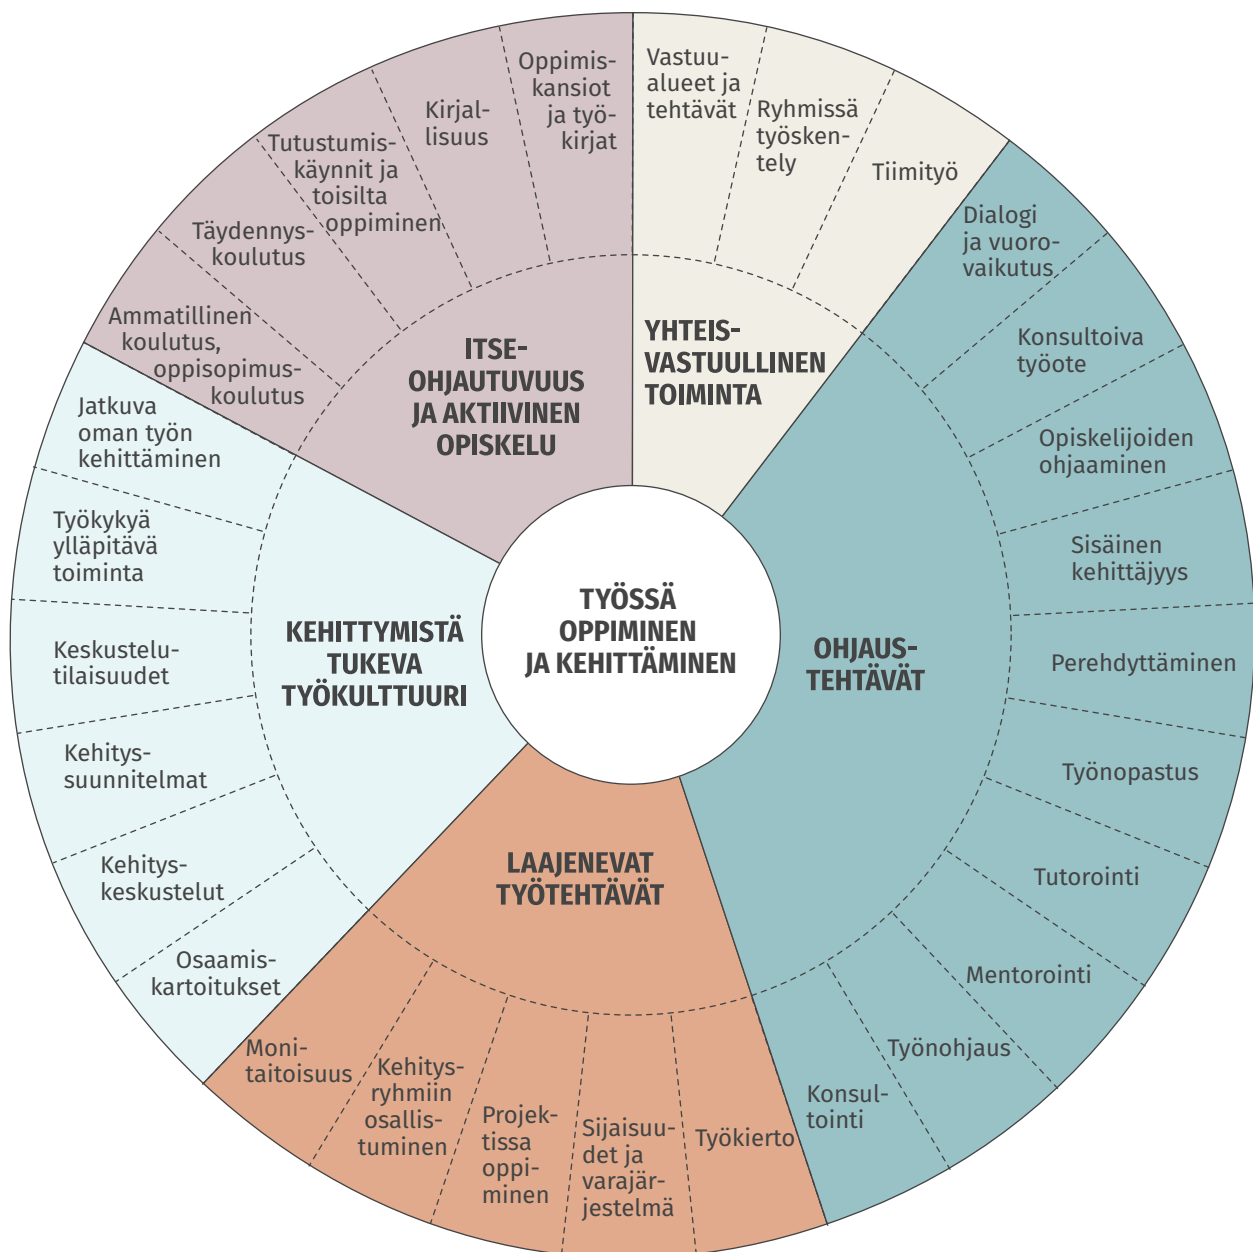 TYÖSSÄ
OPPIMINEN
JA KEHITTÄMINEN
YHTEIS-
VASTUULLINEN
TOIMINTA
Vastuu-
alueet ja
tehtävät
Ryhmissä
työsken-
tely
Tiimityö
OHJAUS-
TEHTÄVÄT
Dialogi
ja vuoro-
vaikutus
Konsultoiva
työote
Opiskelijoiden
ohjaaminen
Sisäinen
kehittäjyys
Perehdyttäminen
Työnopastus
Tutorointi
Mentorointi
Työnohjaus
Konsul-
tointi
LAAJENEVAT
TYÖTEHTÄVÄT
Työkierto
Sijaisuu-
det ja
varajär-
jestelmä
Projek-
tissa
oppi-
minen
Kehitys-
ryhmiin
osallis-
tuminen
Moni-
taitoisuus
KEHITTYMISTÄ
TUKEVA
TYÖKULTTUURI
Osaamis-
kartoitukset
Kehitys-
keskustelut
Kehitys-
suunnitelmat
Keskustelu-
tilaisuudet
Työkykyä
ylläpitävä
toiminta
Jatkuva
oman työn
kehittäminen
ITSE-
OHJAUTUVUUS
JA AKTIIVINEN
OPISKELU
Ammatillinen
koulutus,
oppisopimus-
koulutus
Täydennys-
koulutus
Tutustumis-
käynnit ja
toisilta
oppiminen
Kirjal-
lisuus
Oppimis-
kansiot
ja työ-
kirjat